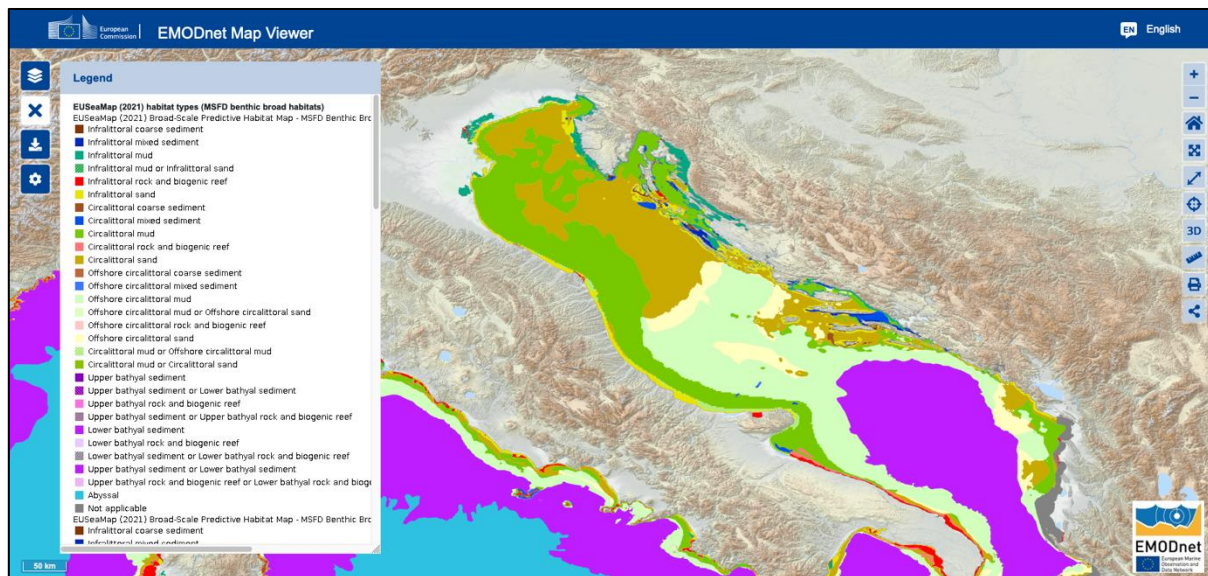 European
Commission
EMODnet Map Viewer
EN English
Legend
EUSeaMap (2021) habitat types (MSFD benthic broad habitats)
EUSeaMap (2021) Broad-Scale Predictive Habitat Map - MSFD Benthic Brc
Infralittoral coarse sediment
Infralittoral mixed sediment
Infralittoral mud
Infralittoral mud or Infralittoral sand
Infralittoral rock and biogenic reef
Infralittoral sand
Circalittoral coarse sediment
Circalittoral mixed sediment
Circalittoral mud
Circalittoral rock and biogenic reef
Circalittoral sand
Offshore circalittoral coarse sediment
Offshore circalittoral mixed sediment
Offshore circalittoral mud
Offshore circalittoral mud or Offshore circalittoral sand
Offshore circalittoral rock and biogenic reef
Offshore circalittoral sand
Circalittoral mud or Offshore circalittoral mud
Circalittoral mud or Circalittoral sand
Upper bathyal sediment
Upper bathyal sediment or Lower bathyal sediment
Upper bathyal rock and biogenic reef
Upper bathyal sediment or Upper bathyal rock and biogenic reef
Lower bathyal sediment
Lower bathyal rock and biogenic reef
Lower bathyal sediment or Lower bathyal rock and biogenic reef
Upper bathyal sediment or Lower bathyal sediment
Upper bathyal rock and biogenic reef or Lower bathyal rock and bioge
Abyssal
Not applicable
EUSeaMap (2021) Broad-Scale Predictive Habitat Map - MSFD Benthic Brc
Infralittoral coarse sediment
Infralittoral mixed sediment
50 km
3D
EMODnet
European Marine
Observation and
Data Network